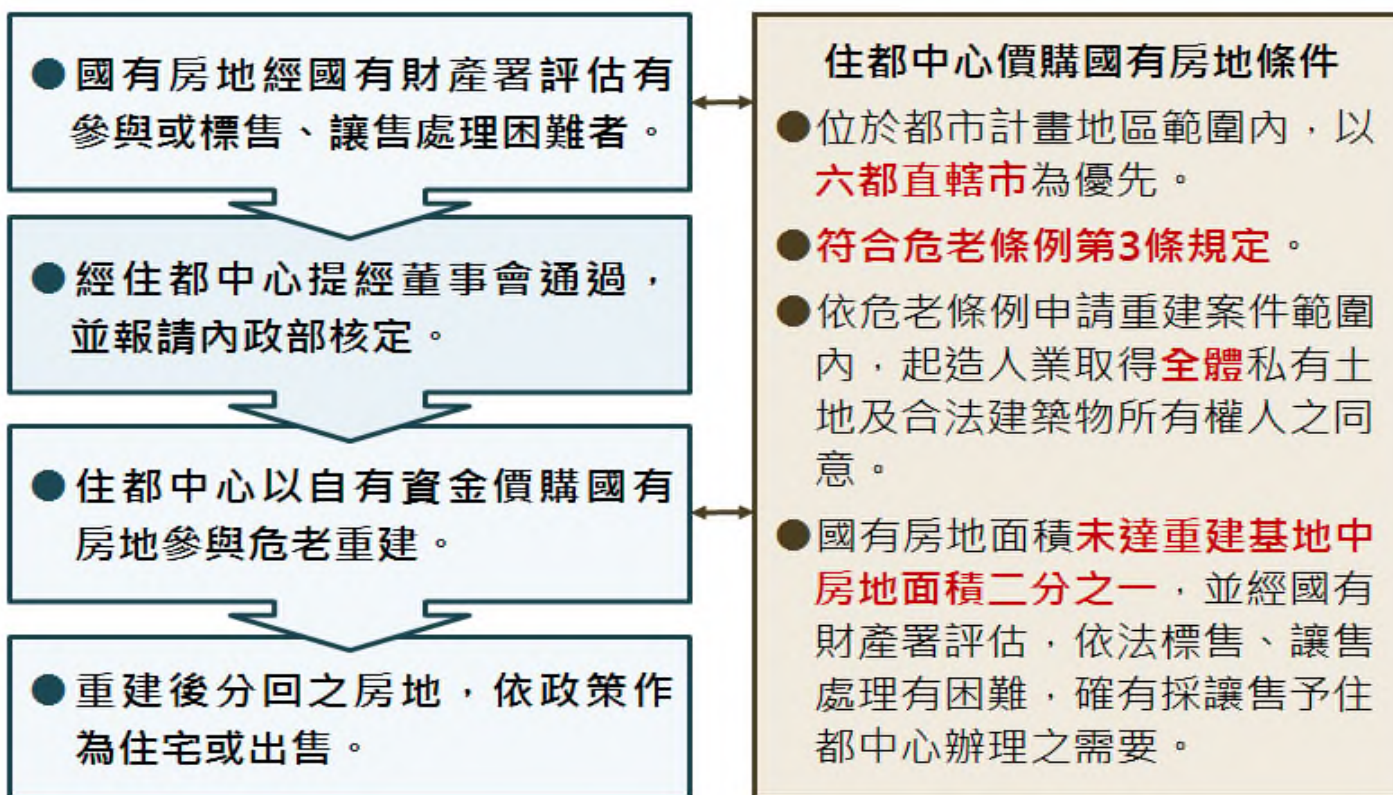 ●國有房地經國有財產署評估有
參與或標售、讓售處理困難者。
●經住都中心提經董事會通過，
並報請內政部核定。
●住都中心以自有資金價購國有
房地參與危老重建。
●重建後分回之房地，依政策作
為住宅或出售。
住都中心價購國有房地條件
●位於都市計畫地區範圍內，以
六都直轄市為優先。
●符合危老條例第3條規定。
●依危老條例申請重建案件範圍
內，起造人業取得全體私有土
地及合法建築物所有權人之同
意。
●國有房地面積未達重建基地中
房地面積二分之一，並經國有
財產署評估，依法標售、讓售
處理有困難，確有採讓售予住
都中心辦理之需要。